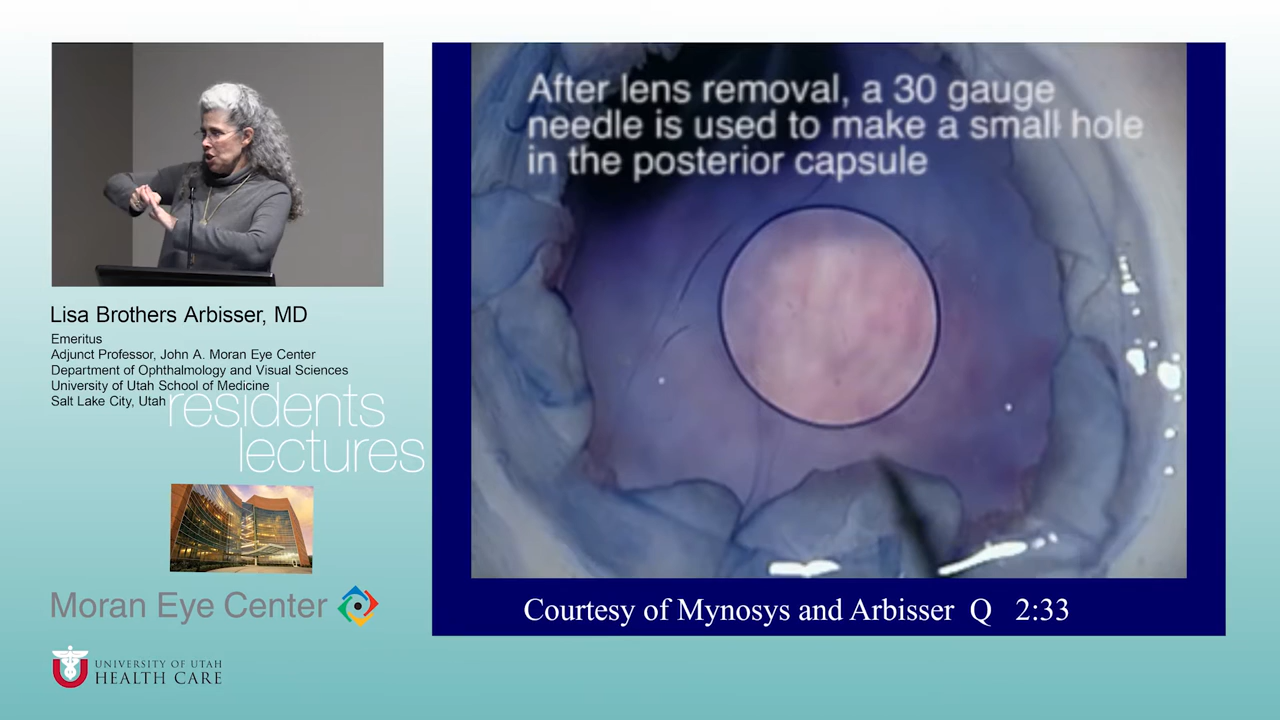 After lens removal, a 30 gauge
needle is used to make a small hole
in the posterior capsule
Courtesy of Mynosys and Arbisser Q 2:33
Lisa Brothers Arbisser, MD
Emeritus
Adjunct Professor, John A. Moran Eye Center
Department of Ophthalmology and Visual Sciences
University of Utah School of Medicine
Salt Lake City, Utah
residents
lectures
Moran Eye Center
UNIVERSITY OF UTAH
HEALTH CARE